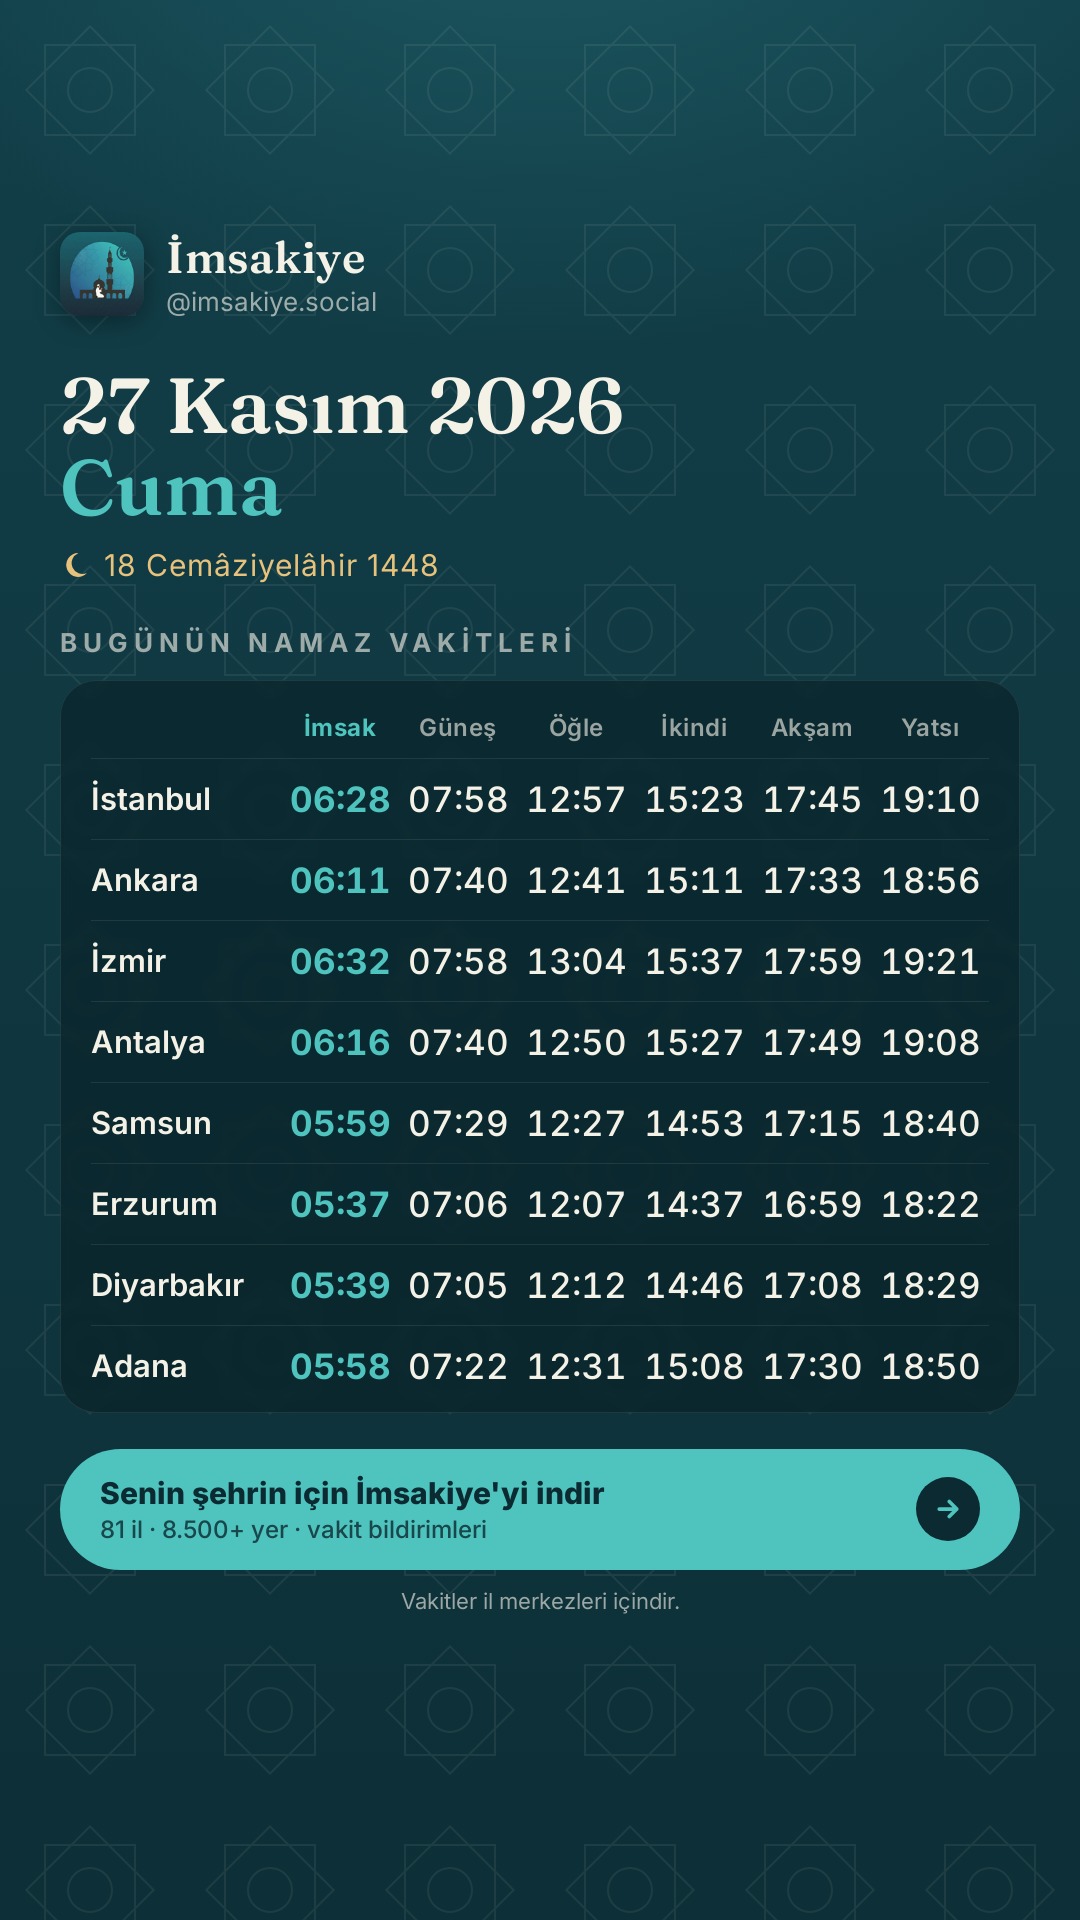 İmsakiye
@imsakiye.social
27 Kasım 2026
Cuma
18 Cemâziyelâhir 1448
BUGÜNÜN NAMAZ VAKİTLERİ
İmsak Güneş Öğle İkindi Akşam Yatsı
İstanbul 06:28 07:58 12:57 15:23 17:45 19:10
Ankara 06:11 07:40 12:41 15:11 17:33 18:56
İzmir 06:32 07:58 13:04 15:37 17:59 19:21
Antalya 06:16 07:40 12:50 15:27 17:49 19:08
Samsun 05:59 07:29 12:27 14:53 17:15 18:40
Erzurum 05:37 07:06 12:07 14:37 16:59 18:22
Diyarbakır 05:39 07:05 12:12 14:46 17:08 18:29
Adana 05:58 07:22 12:31 15:08 17:30 18:50
Senin şehrin için İmsakiye'yi indir
81 il · 8.500+ yer · vakit bildirimleri
Vakitler il merkezleri içindir.